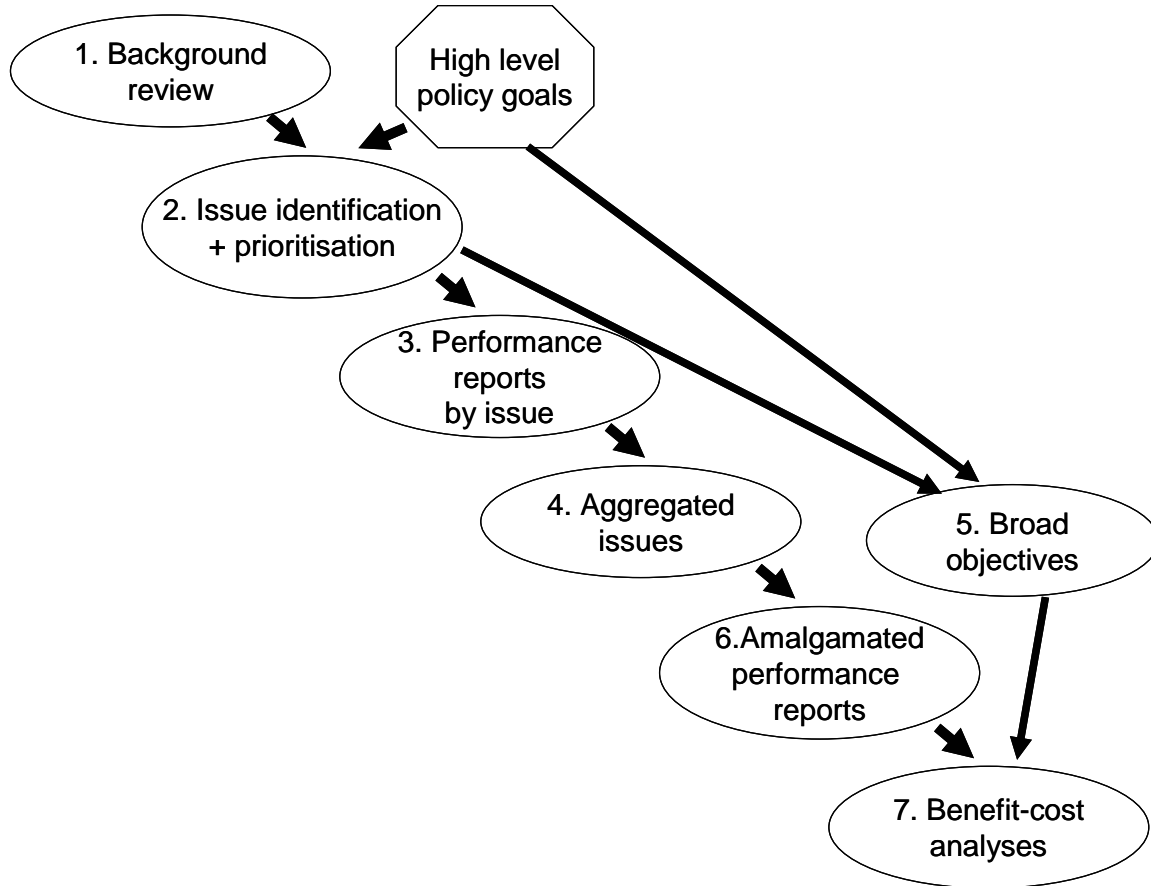 1. Background
review
High level
policy goals
2. Issue identification
+ prioritisation
3. Performance
reports
by issue
4. Aggregated
issues
5. Broad
objectives
6.Amalgamated
performance
reports
7. Benefit-cost
analyses